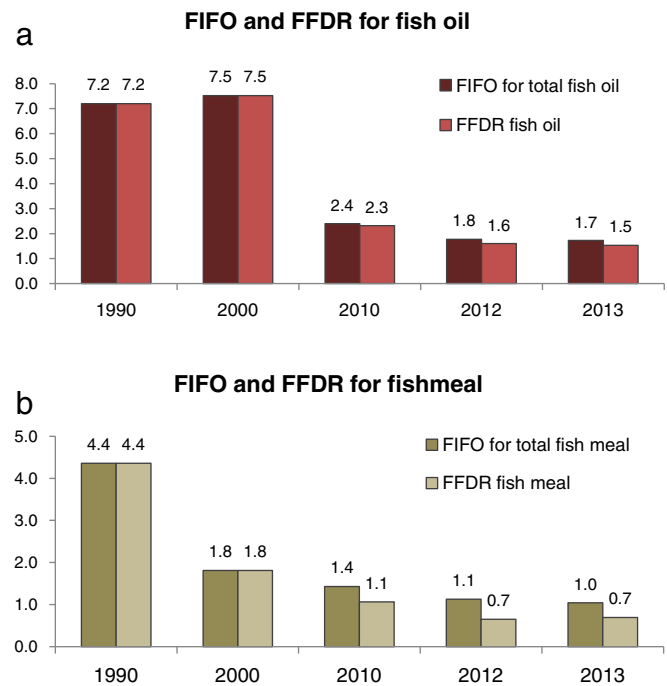 a
FIFO and FFDR for fish oil
8.0
7.0
6.0
5.0
4.0
3.0
2.0
1.0
0.0
7.2 7.2
7.5 7.5
2.4 2.3
1.8 1.6
1.7 1.5
FIFO for total fish oil
FFDR fish oil
1990 2000 2010 2012 2013
b
FIFO and FFDR for fishmeal
5.0
4.0
3.0
2.0
1.0
0.0
4.4 4.4
1.8 1.8
1.4 1.1
1.1 0.7
1.0 0.7
FIFO for total fish meal
FFDR fish meal
1990 2000 2010 2012 2013